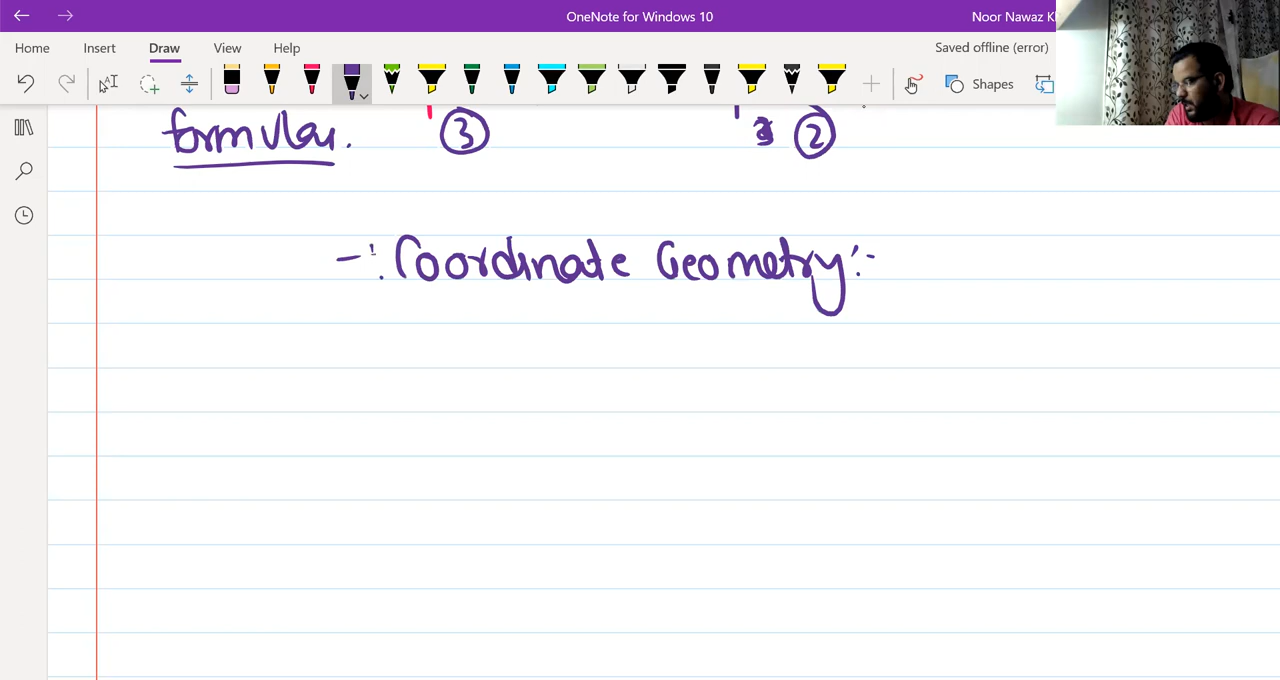 OneNote for Windows 10
Noor Nawaz K
Home Insert Draw View Help
Saved offline (error)
Shapes
formulas. 3 2
-: Coordinate Geometry :-